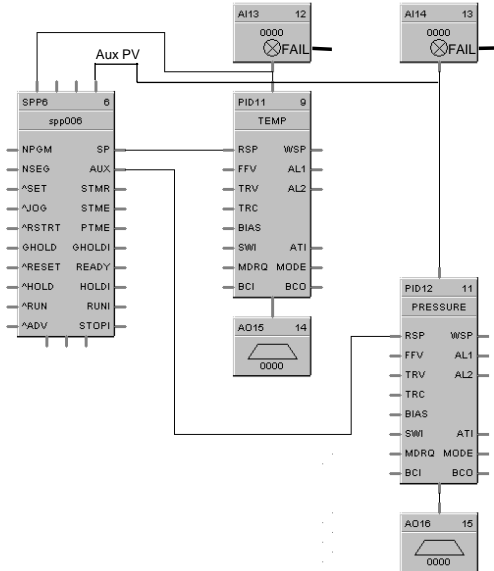 AI13 12
0000
FAIL
AI14 13
0000
FAIL
Aux PV
SPP6 6
spp006
NPGM SP
NSEG AUX
^SET STMR
^JOG STME
^RSTRT PTME
GHOLD GHOLDI
^RESET READY
^HOLD HOLDI
^RUN RUNI
^ADV STOPI
PID11 9
TEMP
RSP WSP
FFV AL1
TRV AL2
TRC
BIAS
SWI ATI
MDRQ MODE
BCI BCO
AO15 14
0000
PID12 11
PRESSURE
RSP WSP
FFV AL1
TRV AL2
TRC
BIAS
SWI ATI
MDRQ MODE
BCI BCO
AO16 15
0000